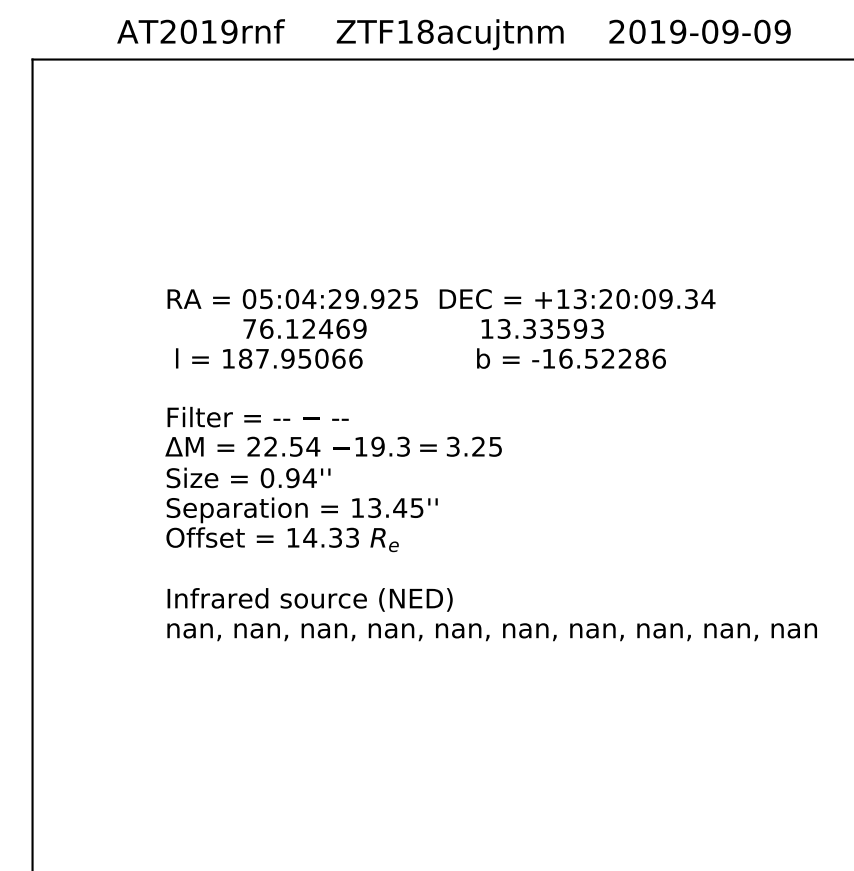 AT2019rnf ZTF18acujtnm 2019-09-09
RA = 05:04:29.925 DEC = +13:20:09.34
76.12469 13.33593
l = 187.95066 b = -16.52286
Filter = -- − --
ΔM = 22.54 −19.3 = 3.25
Size = 0.94''
Separation = 13.45''
Offset = 14.33 Rₑ
Infrared source (NED)
nan, nan, nan, nan, nan, nan, nan, nan, nan, nan